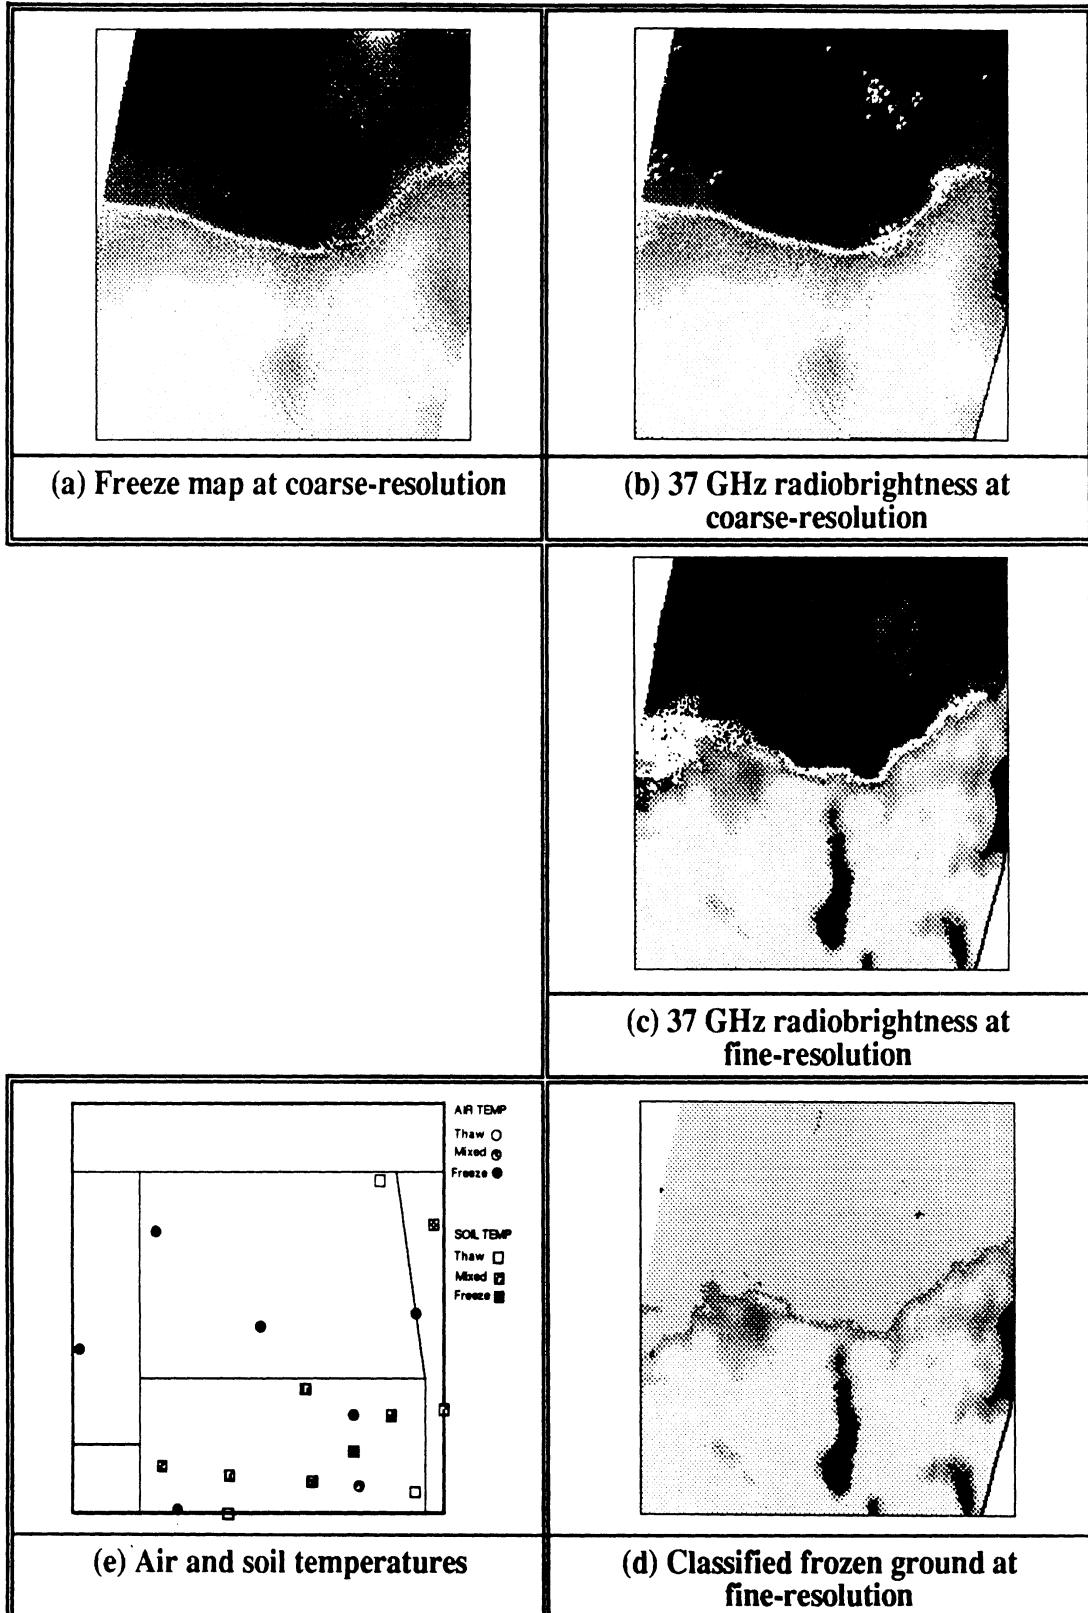 (a) Freeze map at coarse-resolution
(b) 37 GHz radiobrightness at
coarse-resolution
(c) 37 GHz radiobrightness at
fine-resolution
AIR TEMP
Thaw
Mixed
Freeze
SOIL TEMP
Thaw
Mixed
Freeze
(e) Air and soil temperatures
(d) Classified frozen ground at
fine-resolution